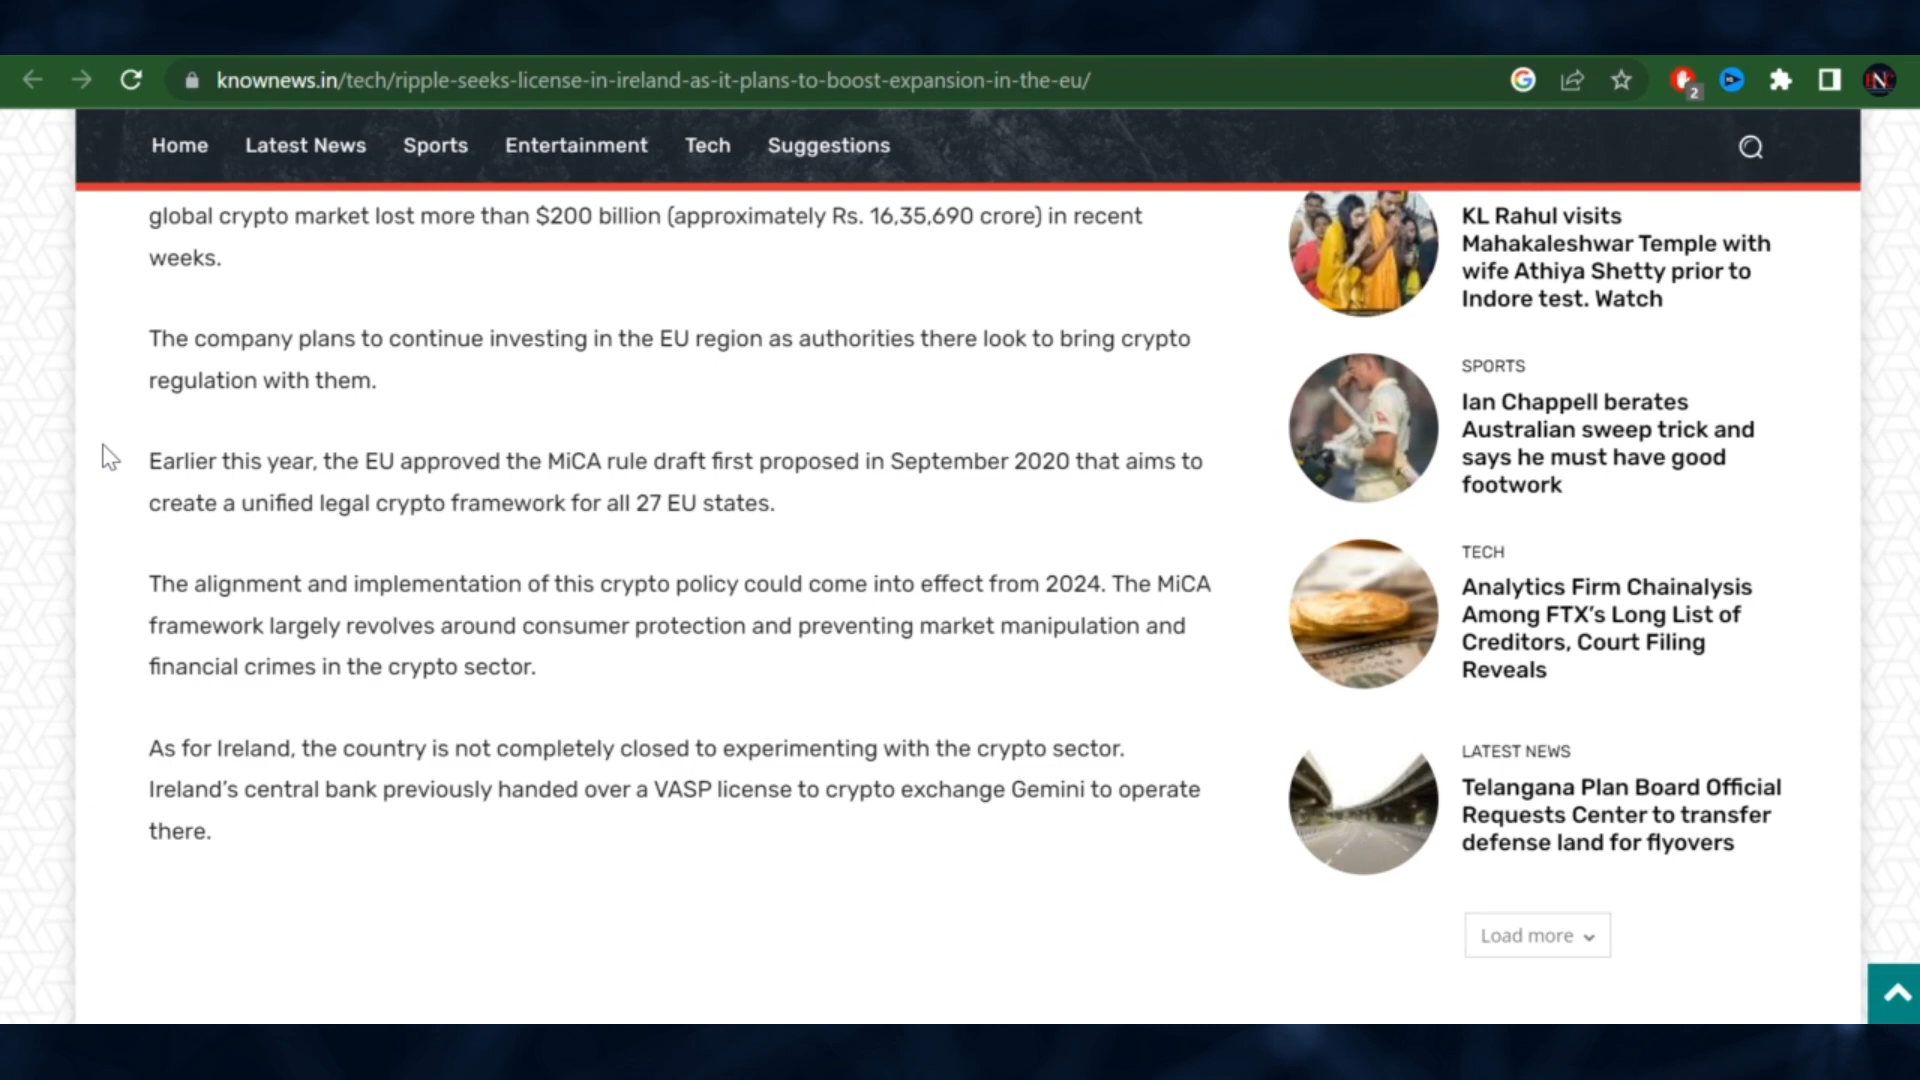 knownews.in/tech/ripple-seeks-license-in-ireland-as-it-plans-to-boost-expansion-in-the-eu/
2
Home Latest News Sports Entertainment Tech Suggestions
global crypto market lost more than $200 billion (approximately Rs. 16,35,690 crore) in recent
weeks.
The company plans to continue investing in the EU region as authorities there look to bring crypto
regulation with them.
Earlier this year, the EU approved the MiCA rule draft first proposed in September 2020 that aims to
create a unified legal crypto framework for all 27 EU states.
The alignment and implementation of this crypto policy could come into effect from 2024. The MiCA
framework largely revolves around consumer protection and preventing market manipulation and
financial crimes in the crypto sector.
As for Ireland, the country is not completely closed to experimenting with the crypto sector.
Ireland’s central bank previously handed over a VASP license to crypto exchange Gemini to operate
there.
KL Rahul visits
Mahakaleshwar Temple with
wife Athiya Shetty prior to
Indore test. Watch
SPORTS
Ian Chappell berates
Australian sweep trick and
says he must have good
footwork
TECH
Analytics Firm Chainalysis
Among FTX’s Long List of
Creditors, Court Filing
Reveals
LATEST NEWS
Telangana Plan Board Official
Requests Center to transfer
defense land for flyovers
Load more